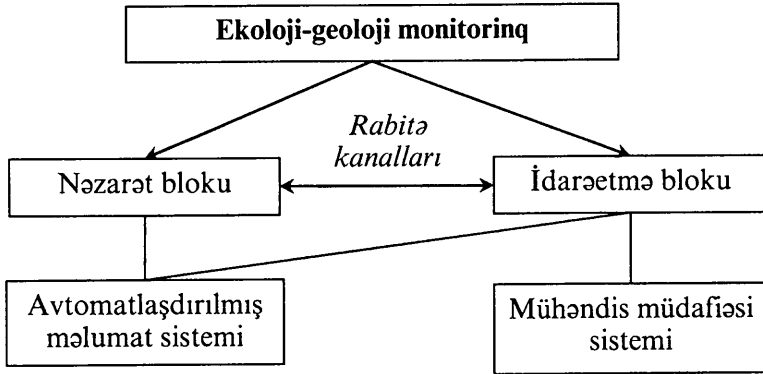 Ekoloji-geoloji monitorinq
Rabitə
kanalları
Nəzarət bloku
İdarəetmə bloku
Avtomatlaşdırılmış
məlumat sistemi
Mühəndis müdafiəsi
sistemi